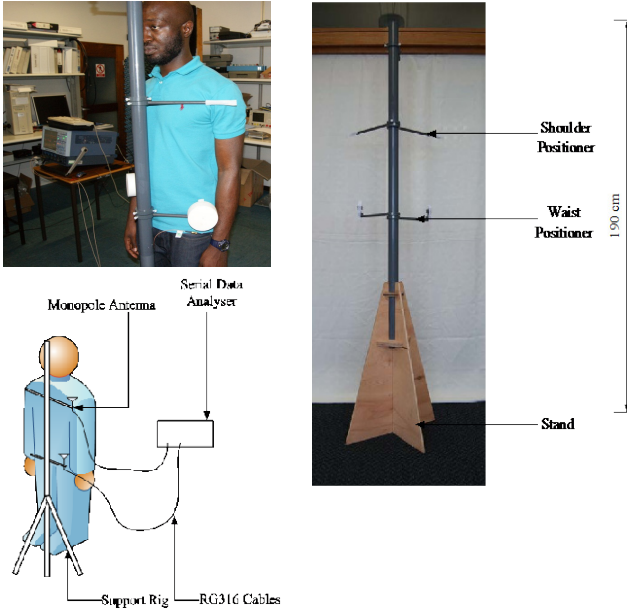 Shoulder
Positioner
Waist
Positioner
190 cm
Stand
Serial Data
Analyser
Monopole Antenna
Support Rig
RG316 Cables